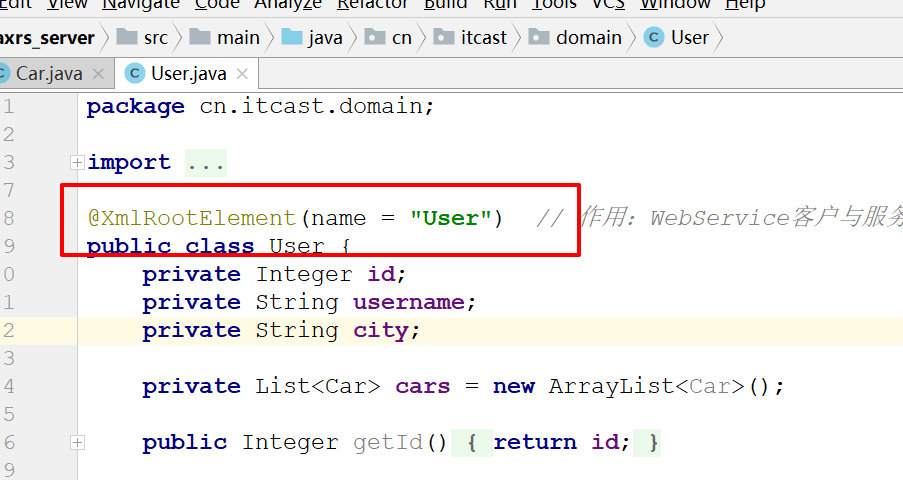 Edit View Navigate Code Analyze Refactor Build Run Tools VCS Window Help
axrs_server src main java cn itcast domain User
C Car.java × C User.java ×
1 package cn.itcast.domain;
2
3 import ...
7
8 @XmlRootElement(name = "User") // 作用：WebService客户与服务
9 public class User {
0 private Integer id;
1 private String username;
2 private String city;
3
4 private List<Car> cars = new ArrayList<Car>();
5
6 public Integer getId() { return id; }
9